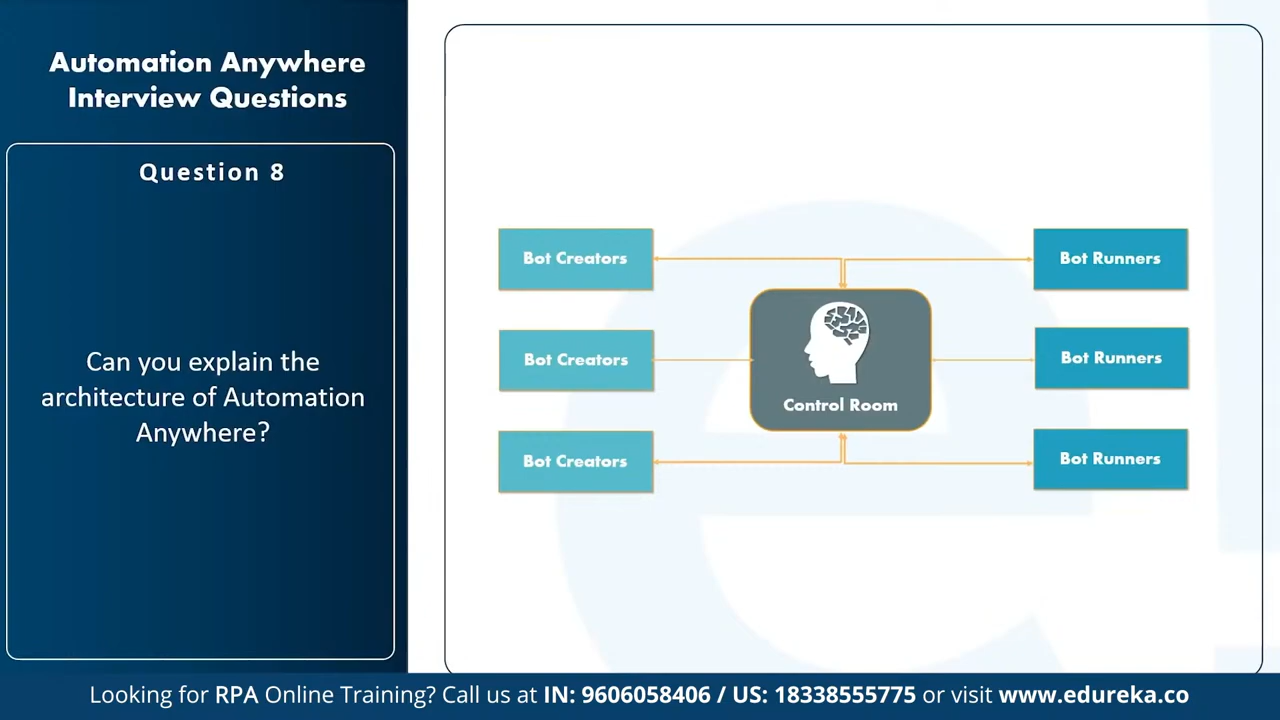 Automation Anywhere
Interview Questions
Question 8
Can you explain the
architecture of Automation
Anywhere?
Bot Creators
Bot Runners
Bot Creators
Control Room
Bot Runners
Bot Creators
Bot Runners
Looking for RPA Online Training? Call us at IN: 9606058406 / US: 18338555775 or visit www.edureka.co